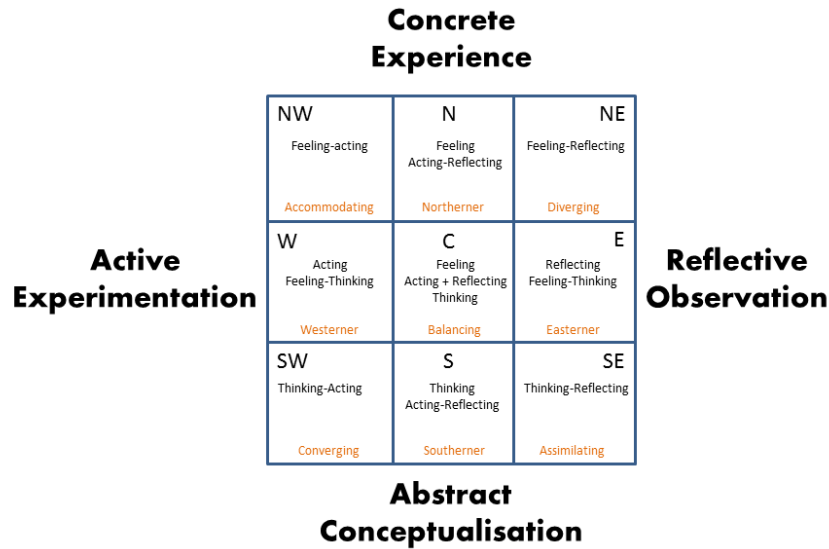 Concrete
Experience
NW
Feeling-acting
Accommodating
N
Feeling
Acting-Reflecting
Northerner
NE
Feeling-Reflecting
Diverging
Active
Experimentation
W
Acting
Feeling-Thinking
Westerner
C
Feeling
Acting + Reflecting
Thinking
Balancing
E
Reflecting
Feeling-Thinking
Easterner
Reflective
Observation
SW
Thinking-Acting
Converging
S
Thinking
Acting-Reflecting
Southerner
SE
Thinking-Reflecting
Assimilating
Abstract
Conceptualisation